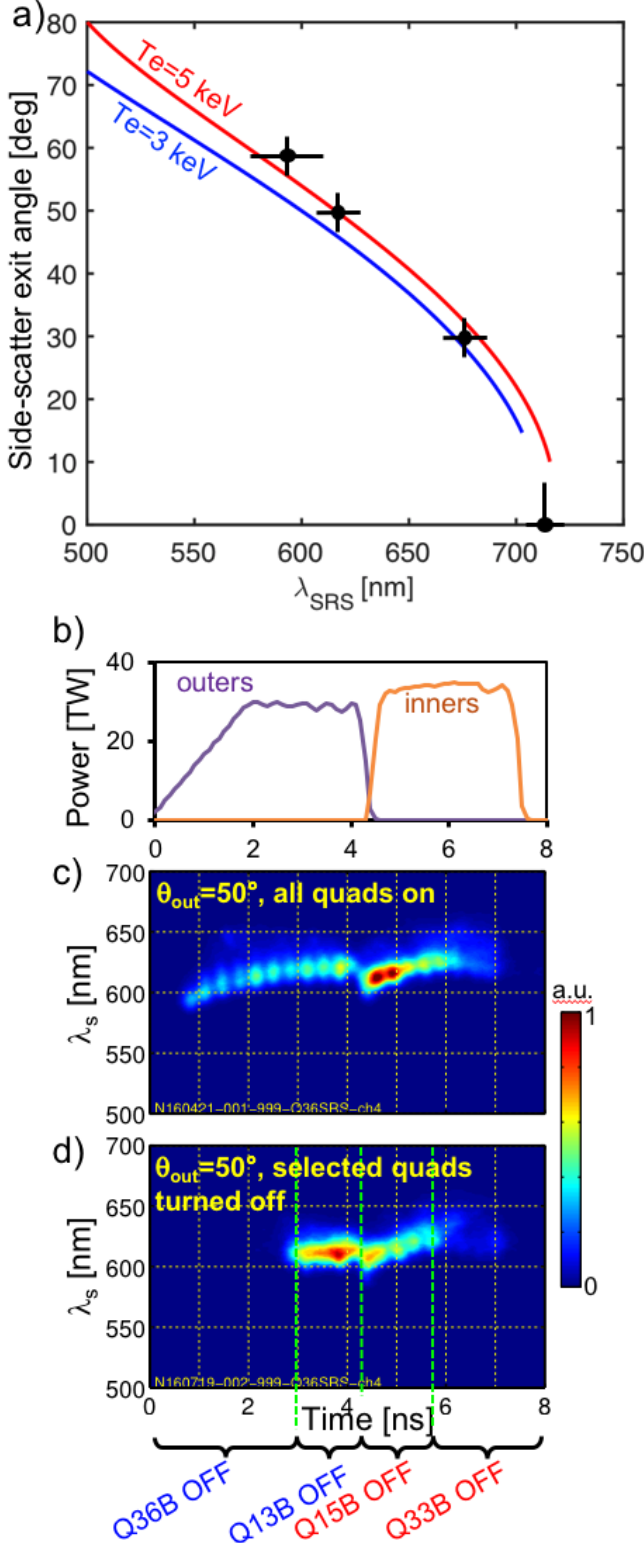 a)
80
70
60
50
40
30
20
10
0
Side-scatter exit angle [deg]
Te=5 keV
Te=3 keV
500
550
600
650
700
750
λSRS [nm]
b)
40
20
0
Power [TW]
outers
inners
0
2
4
6
8
c)
700
650
600
550
500
λs [nm]
θout=50°, all quads on
N160421-001-999-Q36SRS-ch4
a.u.
1
0
d)
700
650
600
550
500
λs [nm]
θout=50°, selected quads
turned off
N160719-002-999-Q36SRS-ch4
0
2
4
6
8
Time [ns]
Q36B OFF
Q13B OFF
Q15B OFF
Q33B OFF